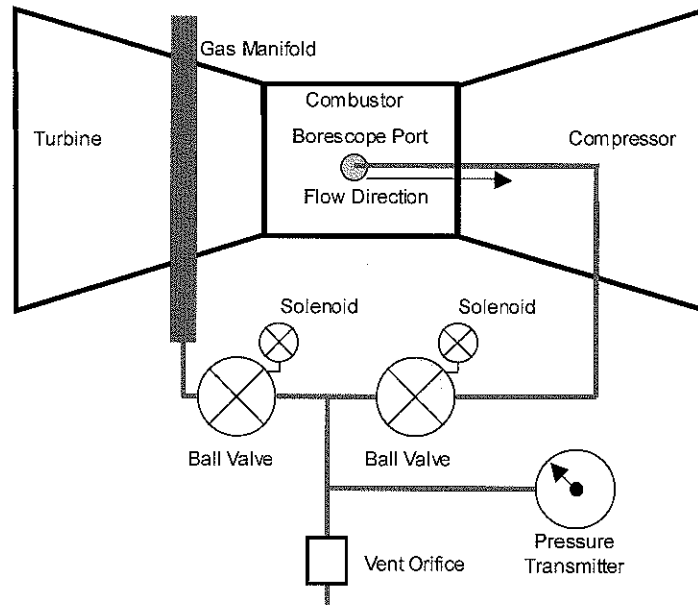 Gas Manifold
Combustor
Turbine
Borescope Port
Compressor
Flow Direction
Solenoid
Solenoid
Ball Valve
Ball Valve
Vent Orifice
Pressure
Transmitter